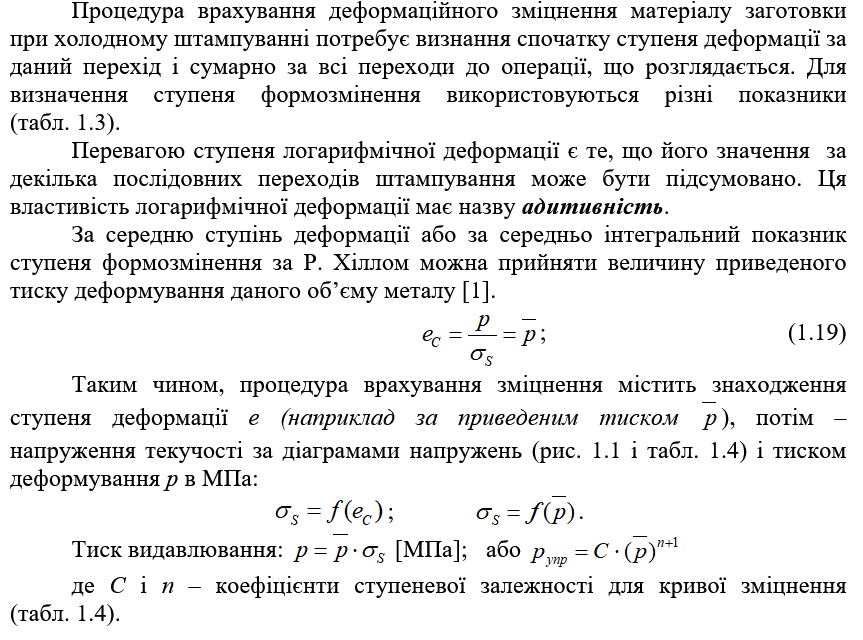 Процедура врахування деформаційного зміцнення матеріалу заготовки
при холодному штампуванні потребує визнання спочатку ступеня деформації за
даний перехід і сумарно за всі переходи до операції, що розглядається. Для
визначення ступеня формозмінення використовуються різні показники
(табл. 1.3).
Перевагою ступеня логарифмічної деформації є те, що його значення за
декілька послідовних переходів штампування може бути підсумовано. Ця
властивість логарифмічної деформації має назву адитивність.
За середню ступінь деформації або за середньо інтегральний показник
ступеня формозмінення за Р. Хіллом можна прийняти величину приведеного
тиску деформування даного об’єму металу [1].
e_C = p/σ_S = p̅; (1.19)
Таким чином, процедура врахування зміцнення містить знаходження
ступеня деформації e (наприклад за приведеним тиском p̅), потім –
напруження текучості за діаграмами напружень (рис. 1.1 і табл. 1.4) і тиском
деформування p в МПа:
σ_S = f(e_C); σ_S = f(p̅).
Тиск видавлювання: p = p̅·σ_S [МПа]; або p_упр = C·(p̅)^{n+1}
де C і n – коефіцієнти ступеневої залежності для кривої зміцнення
(табл. 1.4).